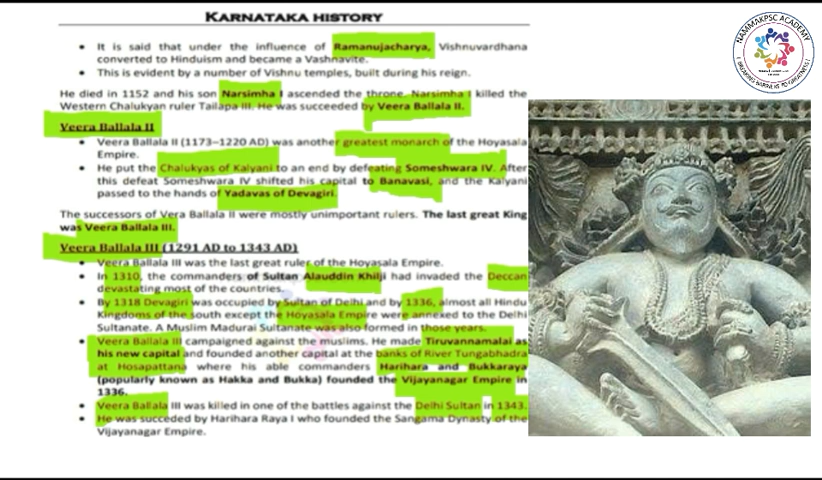 KARNATAKA HISTORY
NAMMAKPSC ACADEMY
• It is said that under the influence of Ramanujacharya, Vishnuvardhana
converted to Hinduism and became a Vashnavite.
• This is evident by a number of Vishnu temples, built during his reign.
He died in 1152 and his son Narsimha I ascended the throne. Narsimha I killed the
Western Chalukyan ruler Tailapa III. He was succeeded by Veera Ballala II.
Veera Ballala II
• Veera Ballala II (1173–1220 AD) was another greatest monarch of the Hoyasala
Empire.
• He put the Chalukyas of Kalyani to an end by defeating Someshwara IV. After
this defeat Someshwara IV shifted his capital to Banavasi, and the Kalyani
passed to the hands of Yadavas of Devagiri.
The successors of Vera Ballala II were mostly unimportant rulers. The last great King
was Veera Ballala III.
Veera Ballala III (1291 AD to 1343 AD)
• Veera Ballala III was the last great ruler of the Hoyasala Empire.
• In 1310, the commanders of Sultan Alauddin Khilji had invaded the Deccan
devastating most of the countries.
• By 1318 Devagiri was occupied by Sultan of Delhi and by 1336, almost all Hindu
Kingdoms of the south except the Hoyasala Empire were annexed to the Delhi
Sultanate. A Muslim Madurai Sultanate was also formed in those years.
• Veera Ballala III campaigned against the muslims. He made Tiruvannamalai as
his new capital and founded another capital at the banks of River Tungabhadra
at Hosapattana where his able commanders Harihara and Bukkaraya
(popularly known as Hakka and Bukka) founded the Vijayanagar Empire in
1336.
• Veera Ballala III was killed in one of the battles against the Delhi Sultan in 1343.
• He was succeded by Harihara Raya I who founded the Sangama Dynasty of the
Vijayanagar Empire.